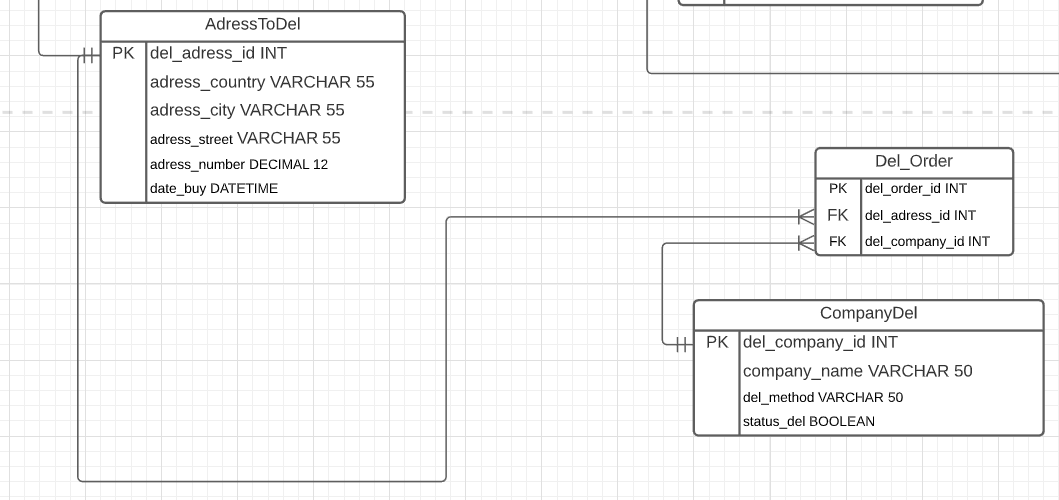 AdressToDel
PK del_adress_id INT
adress_country VARCHAR 55
adress_city VARCHAR 55
adress_street VARCHAR 55
adress_number DECIMAL 12
date_buy DATETIME
Del_Order
PK del_order_id INT
FK del_adress_id INT
FK del_company_id INT
CompanyDel
PK del_company_id INT
company_name VARCHAR 50
del_method VARCHAR 50
status_del BOOLEAN